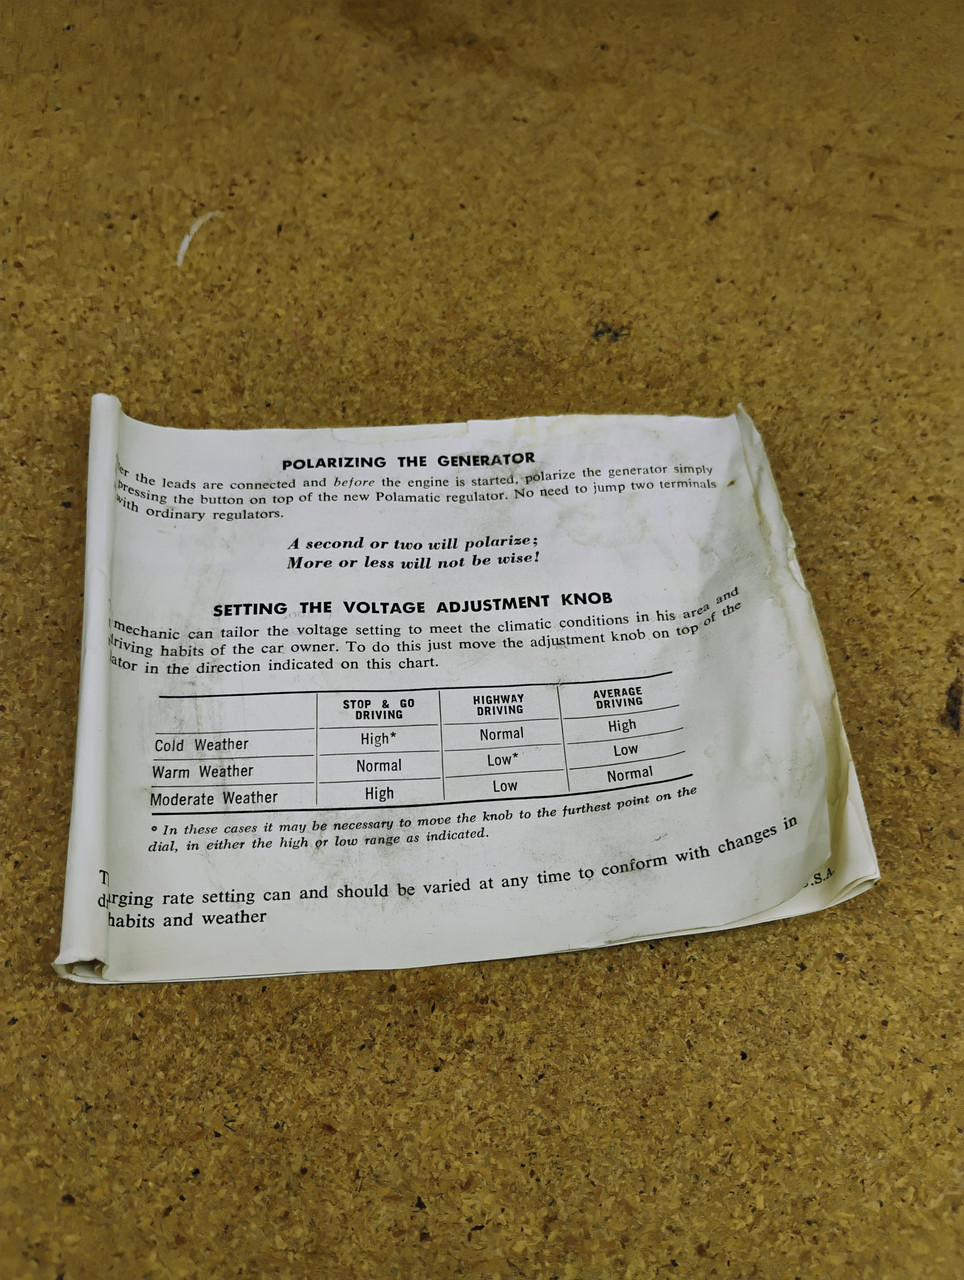 POLARIZING THE GENERATOR
er the leads are connected and before the engine is started, polarize the generator simply
pressing the button on top of the new Polamatic regulator. No need to jump two terminals
with ordinary regulators.
A second or two will polarize;
More or less will not be wise!
SETTING THE VOLTAGE ADJUSTMENT KNOB
mechanic can tailor the voltage setting to meet the climatic conditions in his area and
driving habits of the car owner. To do this just move the adjustment knob on top of the
ator in the direction indicated on this chart.
STOP & GO DRIVING HIGHWAY DRIVING AVERAGE DRIVING
Cold Weather High* Normal High
Warm Weather Normal Low* Low
Moderate Weather High Low Normal
* In these cases it may be necessary to move the knob to the furthest point on the
dial, in either the high or low range as indicated.
T
d rging rate setting can and should be varied at any time to conform with changes in
habits and weather
.S.A.